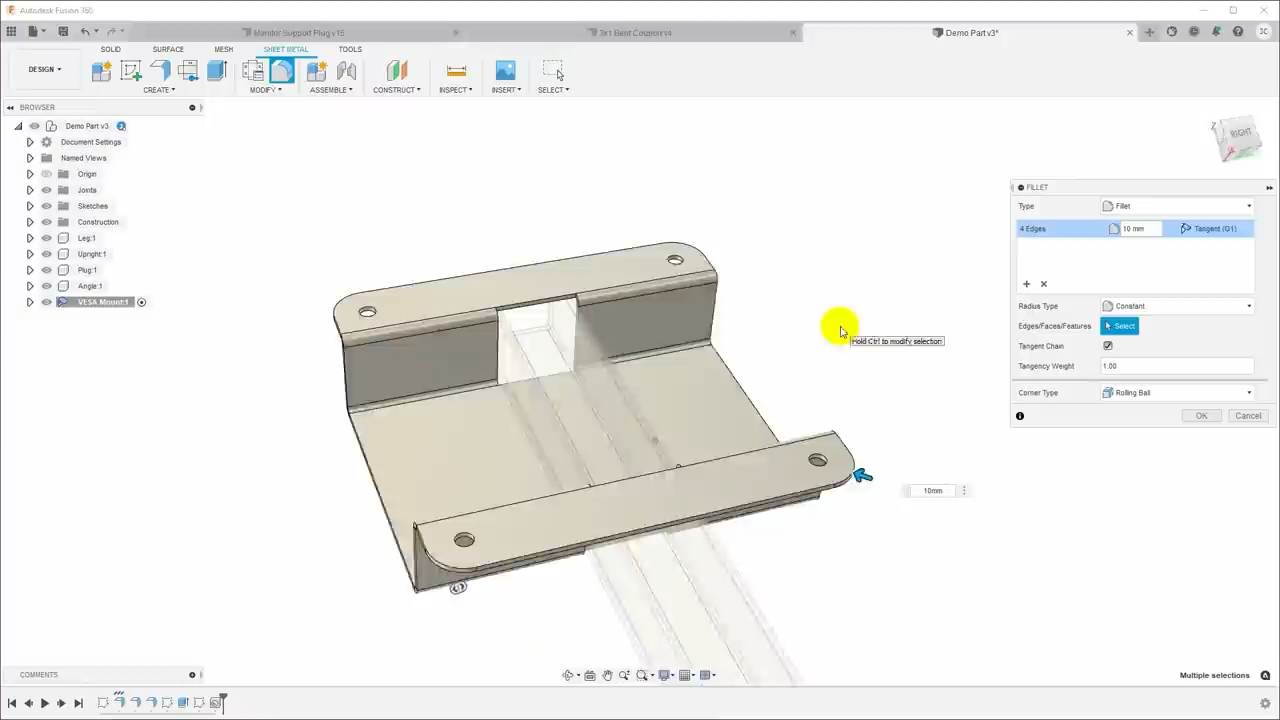 Autodesk Fusion 360
Monitor Support Plug v15
3x1 Bent Coupon v4
Demo Part v3*
JC
DESIGN
SOLID
SURFACE
MESH
SHEET METAL
TOOLS
CREATE
MODIFY
ASSEMBLE
CONSTRUCT
INSPECT
INSERT
SELECT
BROWSER
Demo Part v3
Document Settings
Named Views
Origin
Joints
Sketches
Construction
Leg:1
Upright:1
Plug:1
Angle:1
VESA Mount:1
Z
RIGHT
FILLET
Type
Fillet
4 Edges
10 mm
Tangent (G1)
Radius Type
Constant
Edges/Faces/Features
Select
Tangent Chain
Tangency Weight
1.00
Corner Type
Rolling Ball
OK
Cancel
Hold Ctrl to modify selection
10mm
COMMENTS
Multiple selections